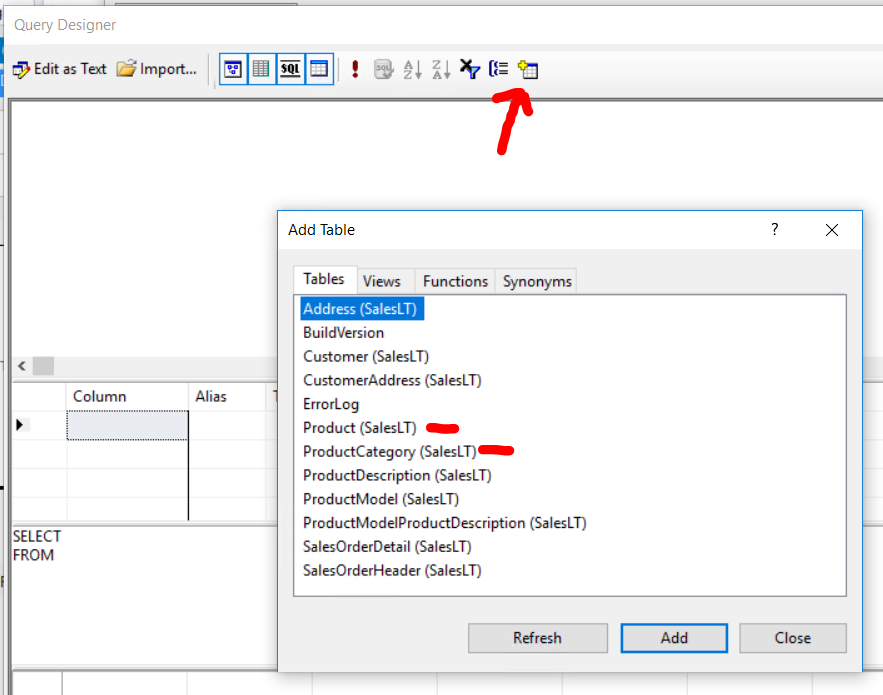 Query Designer
Edit as Text Import... SQL
Add Table ?
Tables Views Functions Synonyms
Address (SalesLT)
BuildVersion
Customer (SalesLT)
CustomerAddress (SalesLT)
ErrorLog
Product (SalesLT)
ProductCategory (SalesLT)
ProductDescription (SalesLT)
ProductModel (SalesLT)
ProductModelProductDescription (SalesLT)
SalesOrderDetail (SalesLT)
SalesOrderHeader (SalesLT)
Refresh Add Close
Column Alias
SELECT
FROM